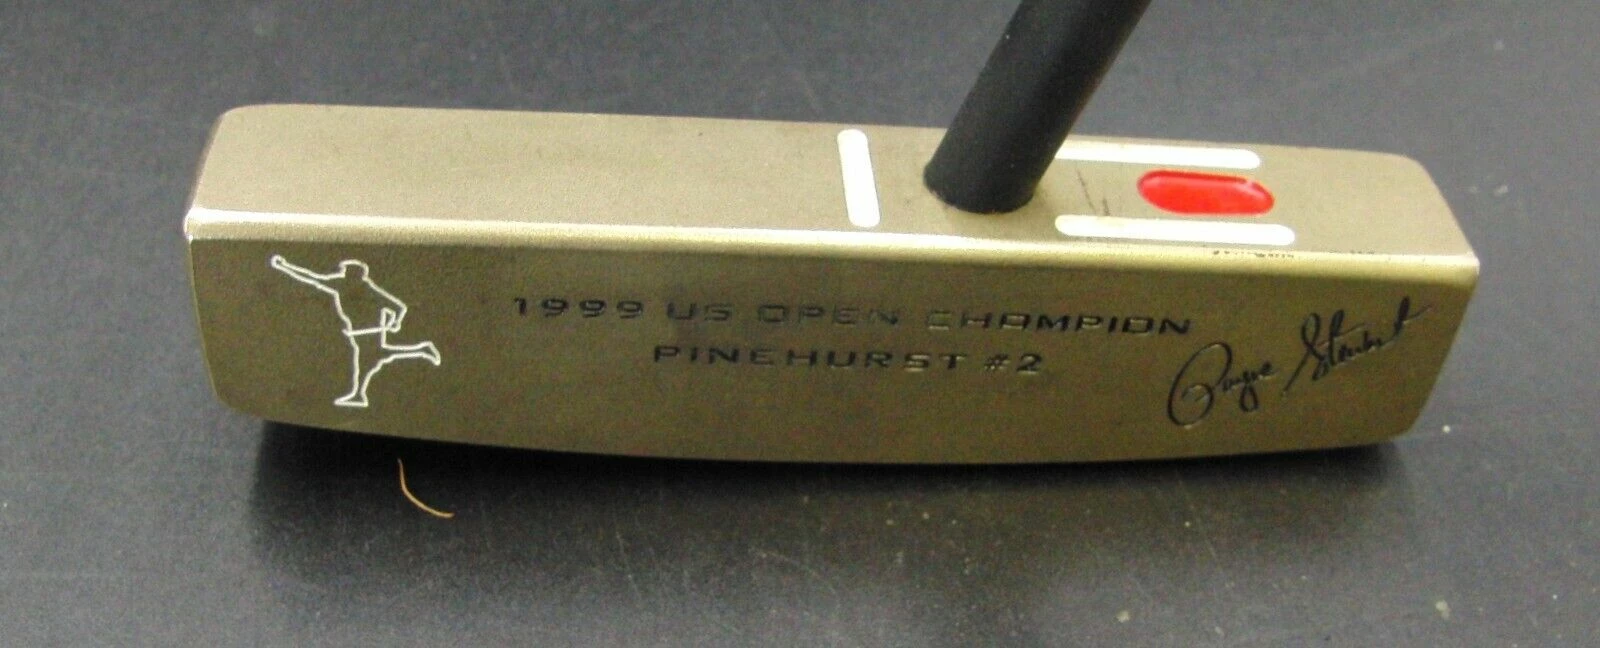 1999 US OPEN CHAMPION
PINEHURST #2
Payne Stewart